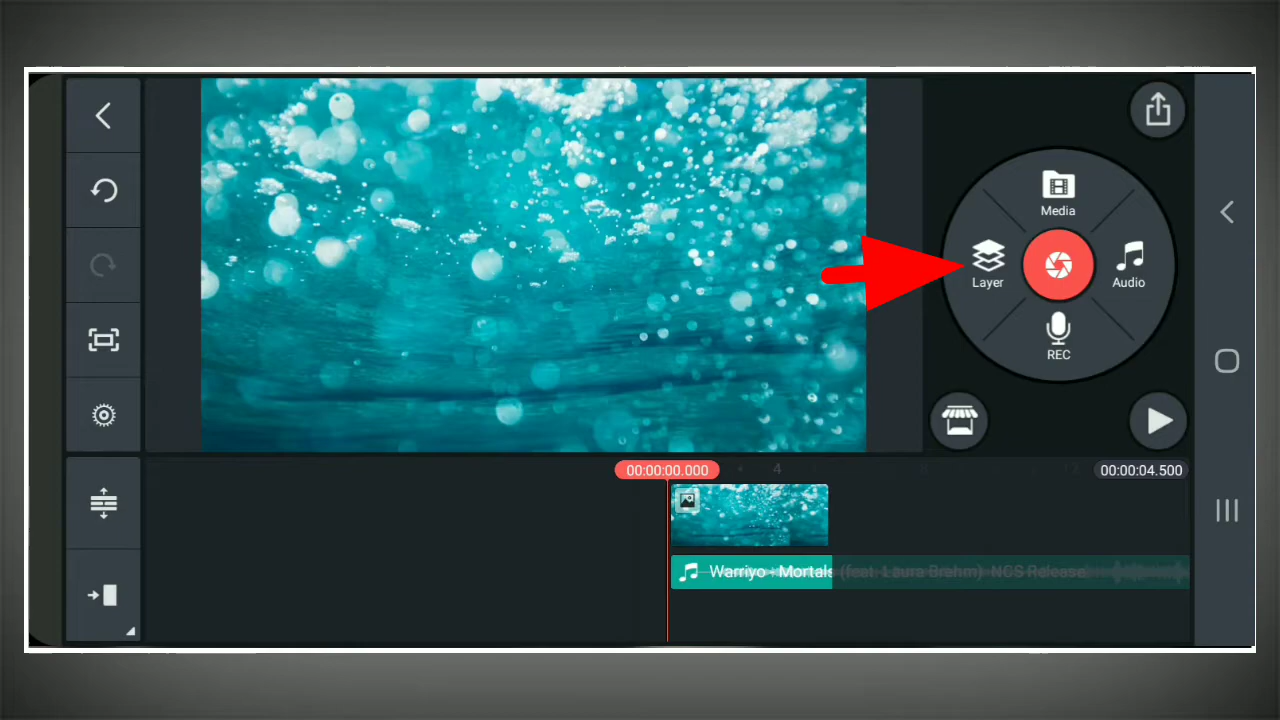 Media
Layer
Audio
REC
00:00:00.000
4
00:00:04.500
Warriyo - Mortals (feat. Laura Brehm) NCS Release